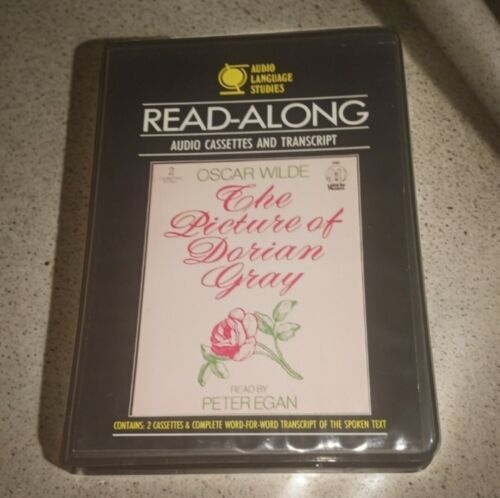 AUDIO
LANGUAGE
STUDIES
READ-ALONG
AUDIO CASSETTES AND TRANSCRIPT
2
OSCAR WILDE
The
Picture of
Dorian
Gray
READ BY
PETER EGAN
CONTAINS: 2 CASSETTES & COMPLETE WORD-FOR-WORD TRANSCRIPT OF THE SPOKEN TEXT